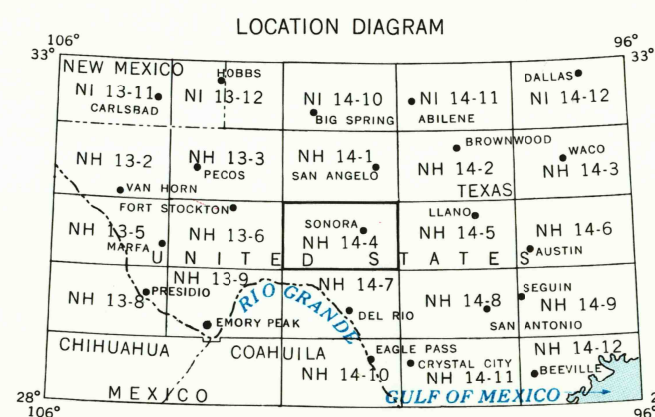 LOCATION DIAGRAM
106°
96°
33°
33°
NEW MEXICO
HOBBS
DALLAS
NI 13-11
NI 13-12
NI 14-10
NI 14-11
NI 14-12
CARLSBAD
BIG SPRING
ABILENE
BROWNWOOD
WACO
NH 13-2
NH 13-3
NH 14-1
NH 14-2
NH 14-3
PECOS
SAN ANGELO
VAN HORN
TEXAS
FORT STOCKTON
SONORA
LLANO
NH 13-5
NH 13-6
NH 14-4
NH 14-5
NH 14-6
MARFA
AUSTIN
UNITED STATES
NH 13-9
NH 14-7
SEGUIN
NH 13-8
PRESIDIO
RIO GRANDE
NH 14-8
NH 14-9
DEL RIO
SAN ANTONIO
EMORY PEAK
CHIHUAHUA
COAHUILA
EAGLE PASS
NH 14-12
CRYSTAL CITY
NH 14-10
NH 14-11
BEEVILLE
MEXICO
GULF OF MEXICO
28°
106°
96°